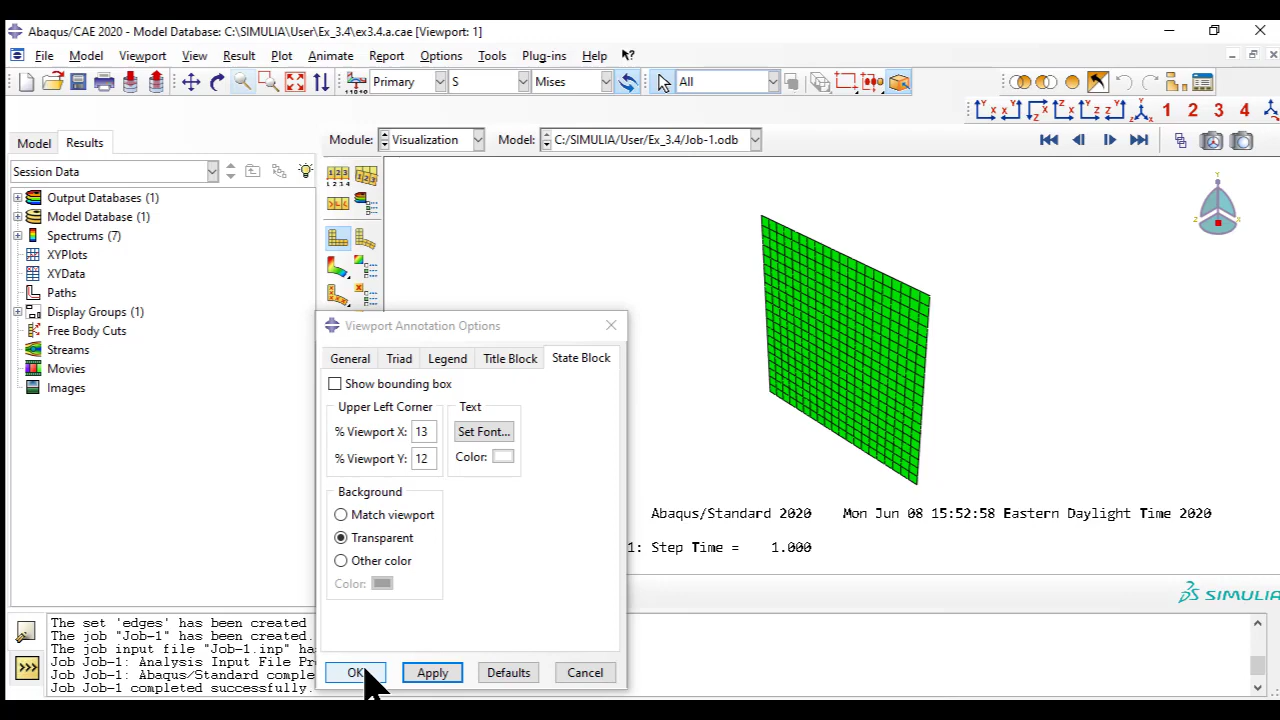 Abaqus/CAE 2020 - Model Database: C:\SIMULIA\User\Ex_3.4\ex3.4.a.cae [Viewport: 1]
File Model Viewport View Result Plot Animate Report Options Tools Plug-ins Help
Primary S Mises All
1 2 3 4
Model Results Module: Visualization Model: C:/SIMULIA/User/Ex_3.4/Job-1.odb
Session Data
Output Databases (1)
Model Database (1)
Spectrums (7)
XYPlots
XYData
Paths
Display Groups (1)
Free Body Cuts
Streams
Movies
Images
Y
Z X
Viewport Annotation Options
General Triad Legend Title Block State Block
Show bounding box
Upper Left Corner Text
% Viewport X: 13 Set Font...
% Viewport Y: 12 Color:
Background
Match viewport
Transparent
Other color
Color:
OK Apply Defaults Cancel
Abaqus/Standard 2020 Mon Jun 08 15:52:58 Eastern Daylight Time 2020
1: Step Time = 1.000
SIMULIA
The set 'edges' has been created
The job "Job-1" has been created.
The job input file "Job-1.inp" has
Job Job-1: Analysis Input File Pr
Job Job-1: Abaqus/Standard comple
Job Job-1 completed successfully.